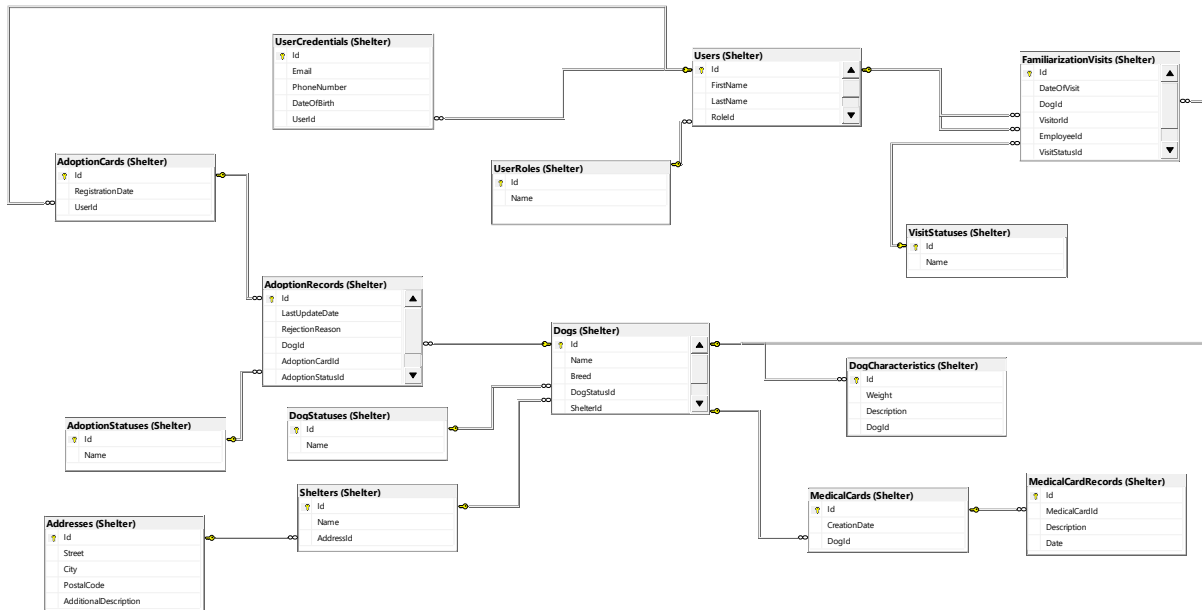 UserCredentials (Shelter)
Id
Email
PhoneNumber
DateOfBirth
UserId
Users (Shelter)
Id
FirstName
LastName
RoleId
FamiliarizationVisits (Shelter)
Id
DateOfVisit
DogId
VisitorId
EmployeeId
VisitStatusId
AdoptionCards (Shelter)
Id
RegistrationDate
UserId
UserRoles (Shelter)
Id
Name
VisitStatuses (Shelter)
Id
Name
AdoptionRecords (Shelter)
Id
LastUpdateDate
RejectionReason
DogId
AdoptionCardId
AdoptionStatusId
Dogs (Shelter)
Id
Name
Breed
DogStatusId
ShelterId
DogCharacteristics (Shelter)
Id
Weight
Description
DogId
AdoptionStatuses (Shelter)
Id
Name
DogStatuses (Shelter)
Id
Name
Shelters (Shelter)
Id
Name
AddressId
MedicalCards (Shelter)
Id
CreationDate
DogId
MedicalCardRecords (Shelter)
Id
MedicalCardId
Description
Date
Addresses (Shelter)
Id
Street
City
PostalCode
AdditionalDescription